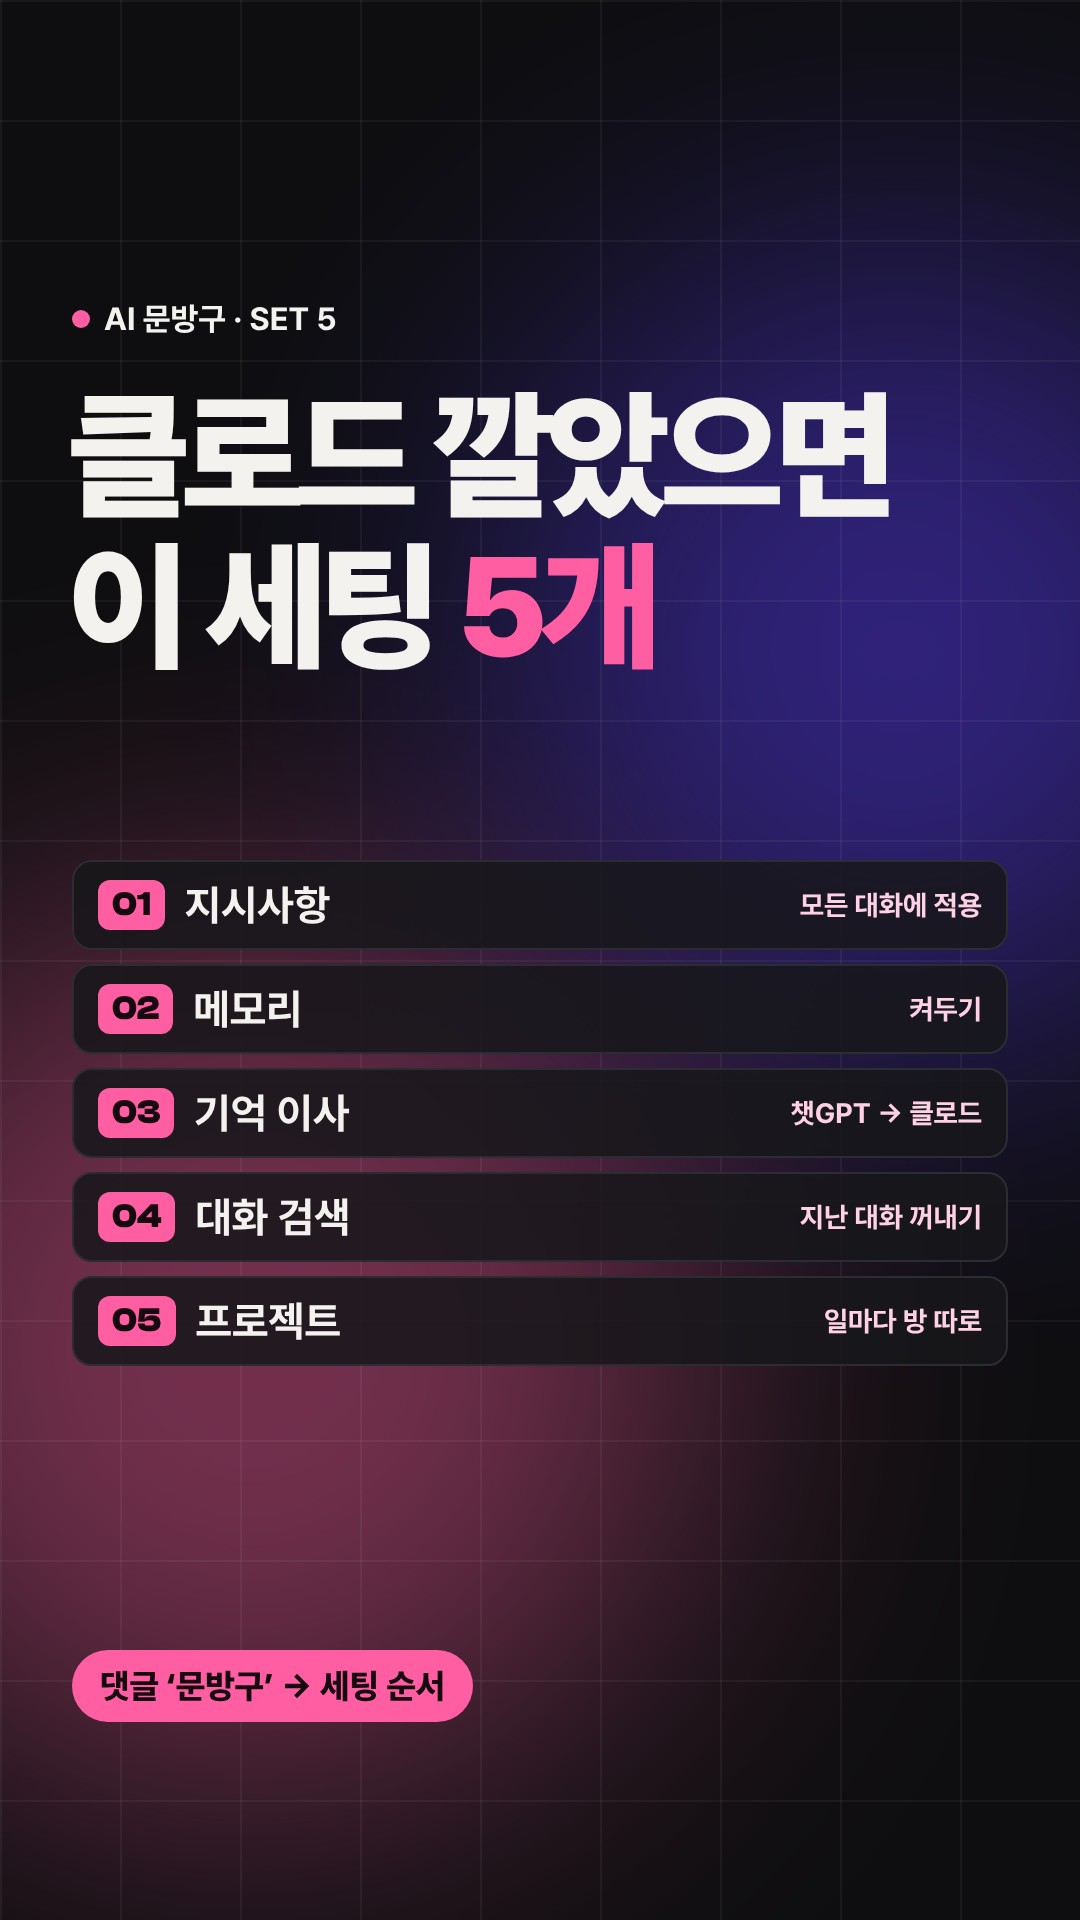 AI 문방구 · SET 5
클로드 깔았으면
이 세팅 5개
01 지시사항 모든 대화에 적용
02 메모리 켜두기
03 기억 이사 챗GPT → 클로드
04 대화 검색 지난 대화 꺼내기
05 프로젝트 일마다 방 따로
댓글 ‘문방구’ → 세팅 순서